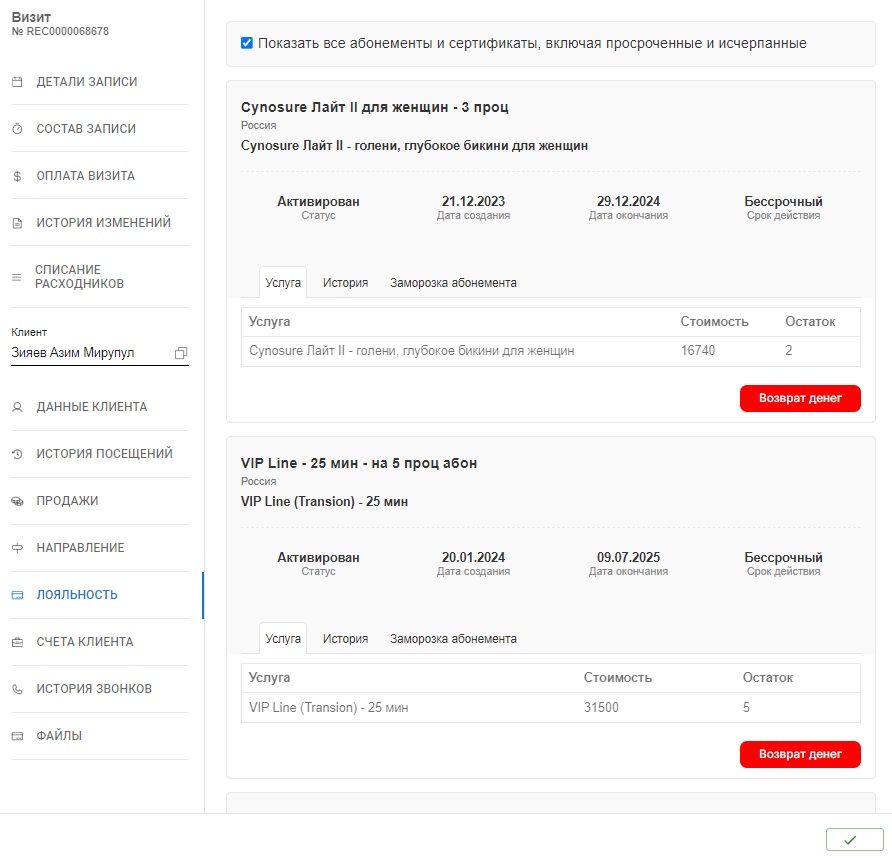 Визит
№ REC0000068678
ДЕТАЛИ ЗАПИСИ
СОСТАВ ЗАПИСИ
ОПЛАТА ВИЗИТА
ИСТОРИЯ ИЗМЕНЕНИЙ
СПИСАНИЕ
РАСХОДНИКОВ
Клиент
Зияев Азим Мирупул
ДАННЫЕ КЛИЕНТА
ИСТОРИЯ ПОСЕЩЕНИЙ
ПРОДАЖИ
НАПРАВЛЕНИЕ
ЛОЯЛЬНОСТЬ
СЧЕТА КЛИЕНТА
ИСТОРИЯ ЗВОНКОВ
ФАЙЛЫ
Показать все абонементы и сертификаты, включая просроченные и исчерпанные
Cynosure Лайт II для женщин - 3 проц
Россия
Cynosure Лайт II - голени, глубокое бикини для женщин
Активирован 21.12.2023 29.12.2024 Бессрочный
Статус Дата создания Дата окончания Срок действия
Услуга История Заморозка абонемента
Услуга Стоимость Остаток
Cynosure Лайт II - голени, глубокое бикини для женщин 16740 2
Возврат денег
VIP Line - 25 мин - на 5 проц абон
Россия
VIP Line (Transion) - 25 мин
Активирован 20.01.2024 09.07.2025 Бессрочный
Статус Дата создания Дата окончания Срок действия
Услуга История Заморозка абонемента
Услуга Стоимость Остаток
VIP Line (Transion) - 25 мин 31500 5
Возврат денег